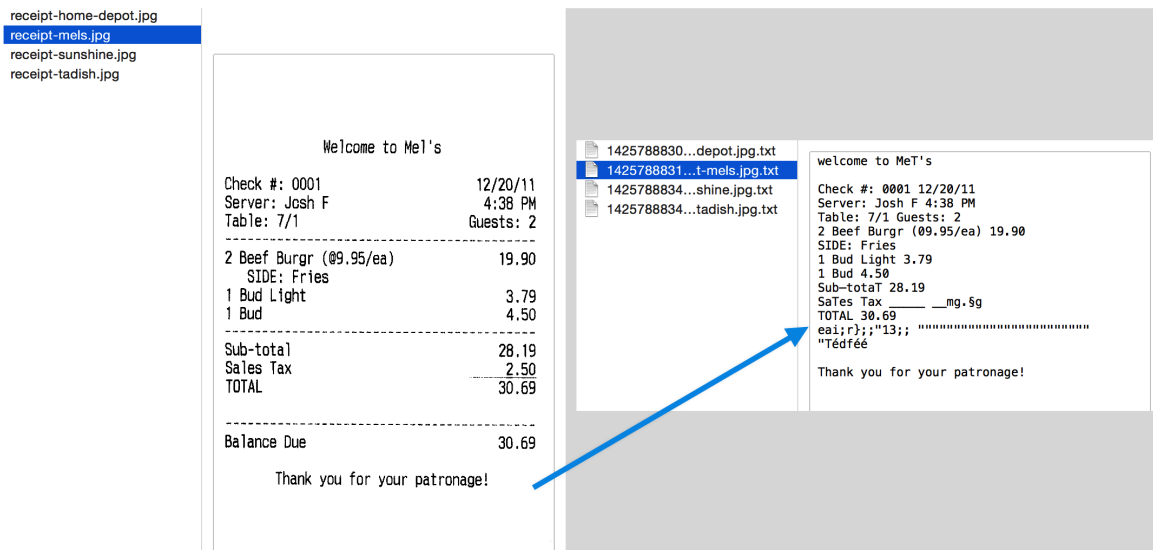 receipt-home-depot.jpg
receipt-mels.jpg
receipt-sunshine.jpg
receipt-tadish.jpg
Welcome to Mel's
Check #: 0001 12/20/11
Server: Josh F 4:38 PM
Table: 7/1 Guests: 2
2 Beef Burgr (@9.95/ea) 19.90
SIDE: Fries
1 Bud Light 3.79
1 Bud 4.50
Sub-total 28.19
Sales Tax 2.50
TOTAL 30.69
Balance Due 30.69
Thank you for your patronage!
1425788830...depot.jpg.txt
1425788831...t-mels.jpg.txt
1425788834...shine.jpg.txt
1425788834...tadish.jpg.txt
welcome to MeT's
Check #: 0001 12/20/11
Server: Josh F 4:38 PM
Table: 7/1 Guests: 2
2 Beef Burgr (09.95/ea) 19.90
SIDE: Fries
1 Bud Light 3.79
1 Bud 4.50
Sub—totaT 28.19
SaTes Tax _____ __mg.§g
TOTAL 30.69
eai;r};;"13;; """"""""""""""""""""""""
"Tédféé
Thank you for your patronage!